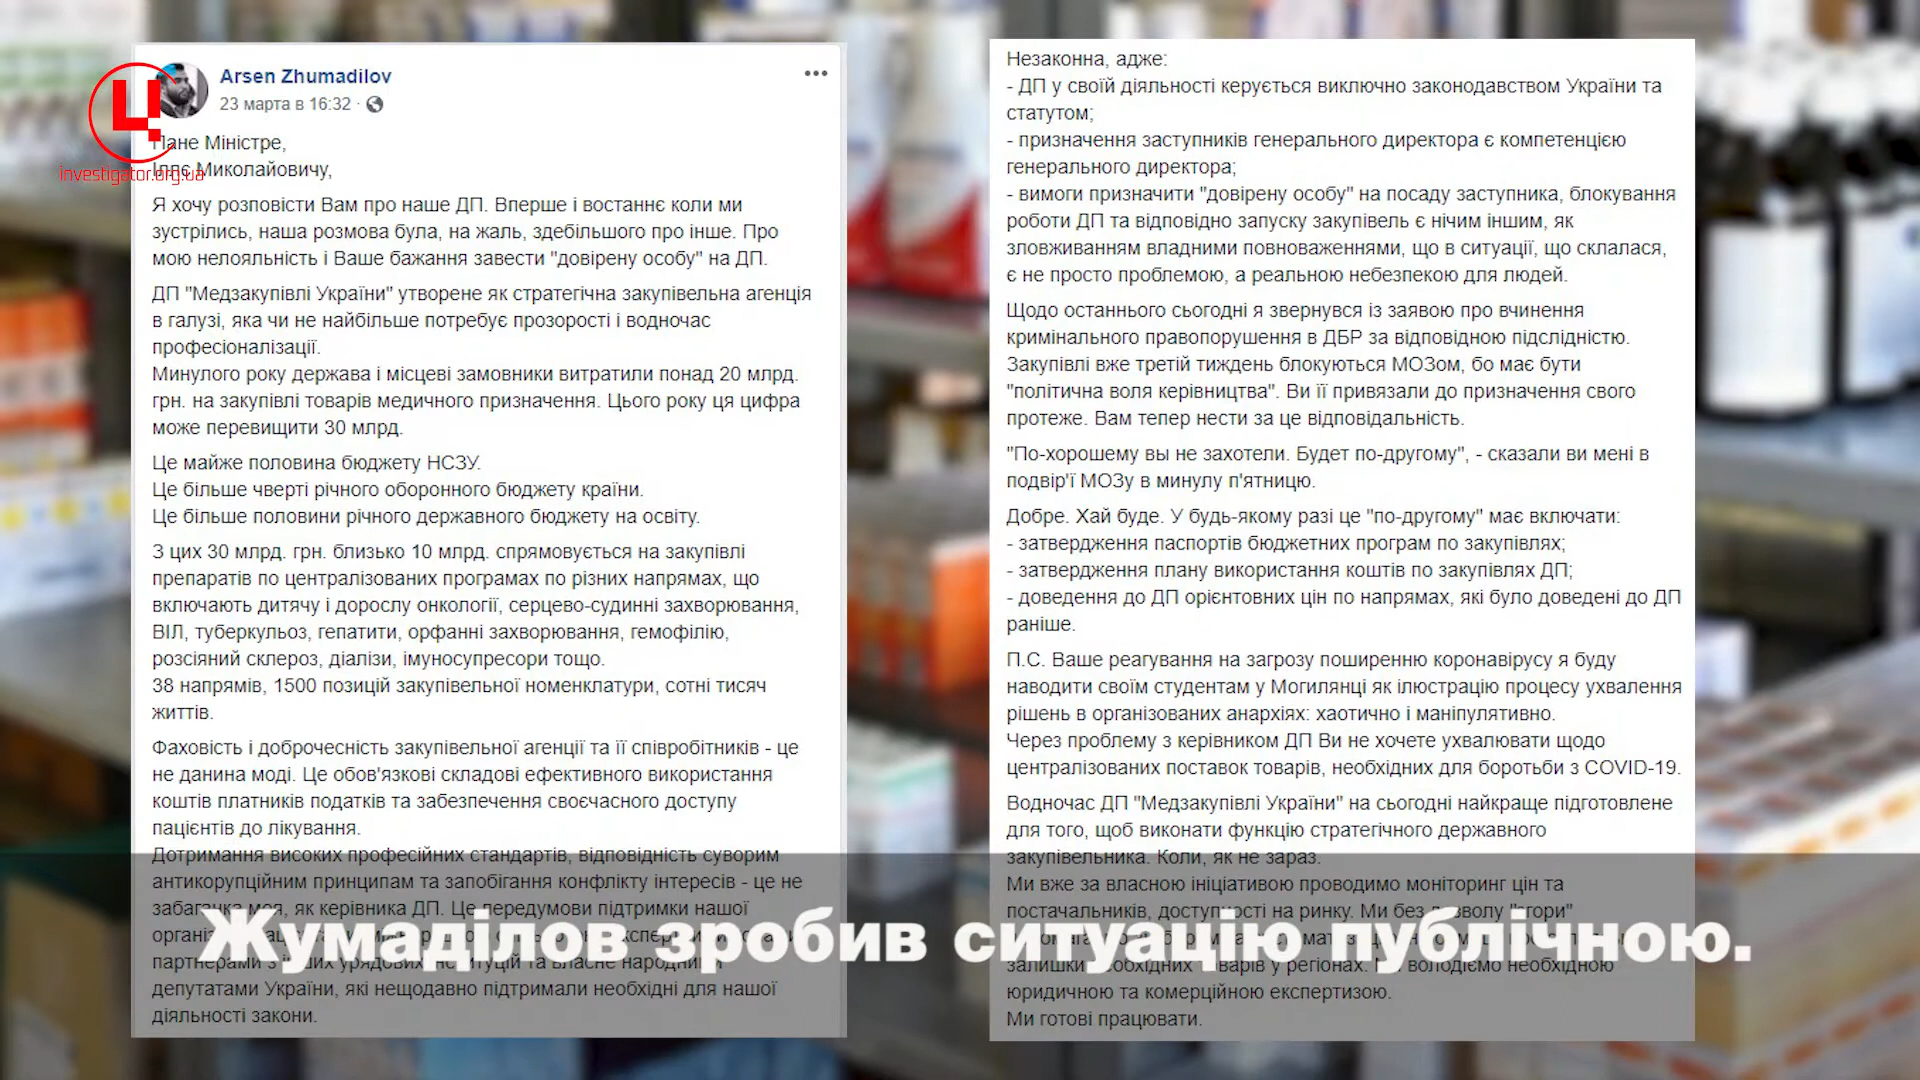 Ц
investigator.org.ua
Arsen Zhumadilov
23 марта в 16:32
Пане Міністре,
Ілле Миколайовичу,
Я хочу розповісти Вам про наше ДП. Вперше і востаннє коли ми
зустрілись, наша розмова була, на жаль, здебільшого про інше. Про
мою нелояльність і Ваше бажання завести "довірену особу" на ДП.
ДП "Медзакупівлі України" утворене як стратегічна закупівельна агенція
в галузі, яка чи не найбільше потребує прозорості і водночас
професіоналізації.
Минулого року держава і місцеві замовники витратили понад 20 млрд.
грн. на закупівлі товарів медичного призначення. Цього року ця цифра
може перевищити 30 млрд.
Це майже половина бюджету НСЗУ.
Це більше чверті річного оборонного бюджету країни.
Це більше половини річного державного бюджету на освіту.
З цих 30 млрд. грн. близько 10 млрд. спрямовується на закупівлі
препаратів по централізованих програмах по різних напрямах, що
включають дитячу і дорослу онкології, серцево-судинні захворювання,
ВІЛ, туберкульоз, гепатити, орфанні захворювання, гемофілію,
розсіяний склероз, діалізи, імуносупресори тощо.
38 напрямів, 1500 позицій закупівельної номенклатури, сотні тисяч
життів.
Фаховість і доброчесність закупівельної агенції та її співробітників - це
не данина моді. Це обов'язкові складові ефективного використання
коштів платників податків та забезпечення своєчасного доступу
пацієнтів до лікування.
Дотримання високих професійних стандартів, відповідність суворим
антикорупційним принципам та запобігання конфлікту інтересів - це не
забаганка моя, як керівника ДП. Це передумови підтримки нашої
партнерами з інших урядових інституцій та власне народними
депутатами України, які нещодавно підтримали необхідні для нашої
діяльності закони.
Незаконна, адже:
- ДП у своїй діяльності керується виключно законодавством України та
статутом;
- призначення заступників генерального директора є компетенцією
генерального директора;
- вимоги призначити "довірену особу" на посаду заступника, блокування
роботи ДП та відповідно запуску закупівель є нічим іншим, як
зловживанням владними повноваженнями, що в ситуації, що склалася,
є не просто проблемою, а реальною небезпекою для людей.
Щодо останнього сьогодні я звернувся із заявою про вчинення
кримінального правопорушення в ДБР за відповідною підслідністю.
Закупівлі вже третій тиждень блокуються МОЗом, бо має бути
"політична воля керівництва". Ви її привязали до призначення свого
протеже. Вам тепер нести за це відповідальність.
"По-хорошему вы не захотели. Будет по-другому", - сказали ви мені в
подвір'ї МОЗу в минулу п'ятницю.
Добре. Хай буде. У будь-якому разі це "по-другому" має включати:
- затвердження паспортів бюджетних програм по закупівлях;
- затвердження плану використання коштів по закупівлях ДП;
- доведення до ДП орієнтовних цін по напрямах, які було доведені до ДП
раніше.
П.С. Ваше реагування на загрозу поширенню коронавірусу я буду
наводити своїм студентам у Могилянці як ілюстрацію процесу ухвалення
рішень в організованих анархіях: хаотично і маніпулятивно.
Через проблему з керівником ДП Ви не хочете ухвалювати щодо
централізованих поставок товарів, необхідних для боротьби з COVID-19.
Водночас ДП "Медзакупівлі України" на сьогодні найкраще підготовлене
для того, щоб виконати функцію стратегічного державного
закупівельника. Коли, як не зараз.
Ми вже за власною ініціативою проводимо моніторинг цін та
постачальників, доступності на ринку. Ми без дозволу "згори"
залишки необхідних товарів у регіонах. Ми володіємо необхідною
юридичною та комерційною експертизою.
Ми готові працювати.
Жумаділов зробив ситуацію публічною.